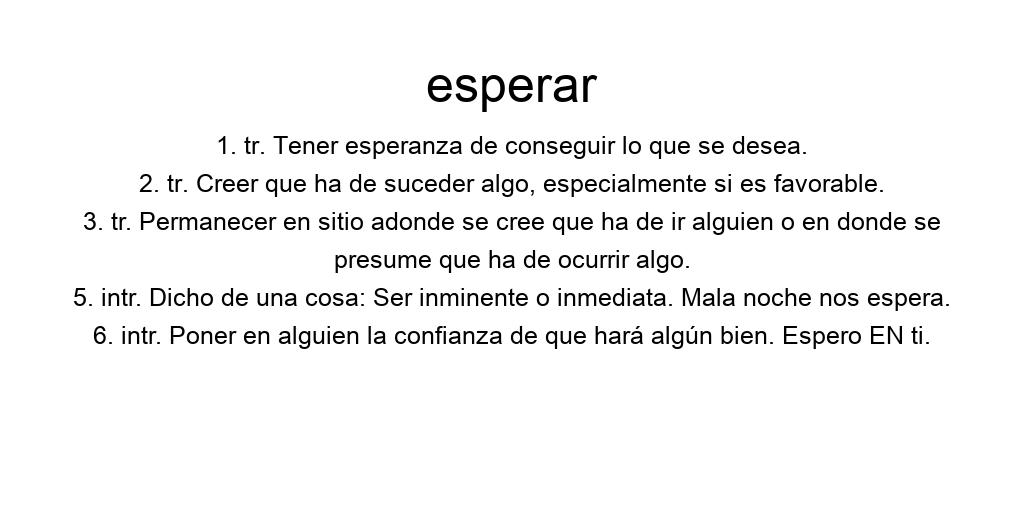 esperar
1. tr. Tener esperanza de conseguir lo que se desea.
2. tr. Creer que ha de suceder algo, especialmente si es favorable.
3. tr. Permanecer en sitio adonde se cree que ha de ir alguien o en donde se
presume que ha de ocurrir algo.
5. intr. Dicho de una cosa: Ser inminente o inmediata. Mala noche nos espera.
6. intr. Poner en alguien la confianza de que hará algún bien. Espero EN ti.